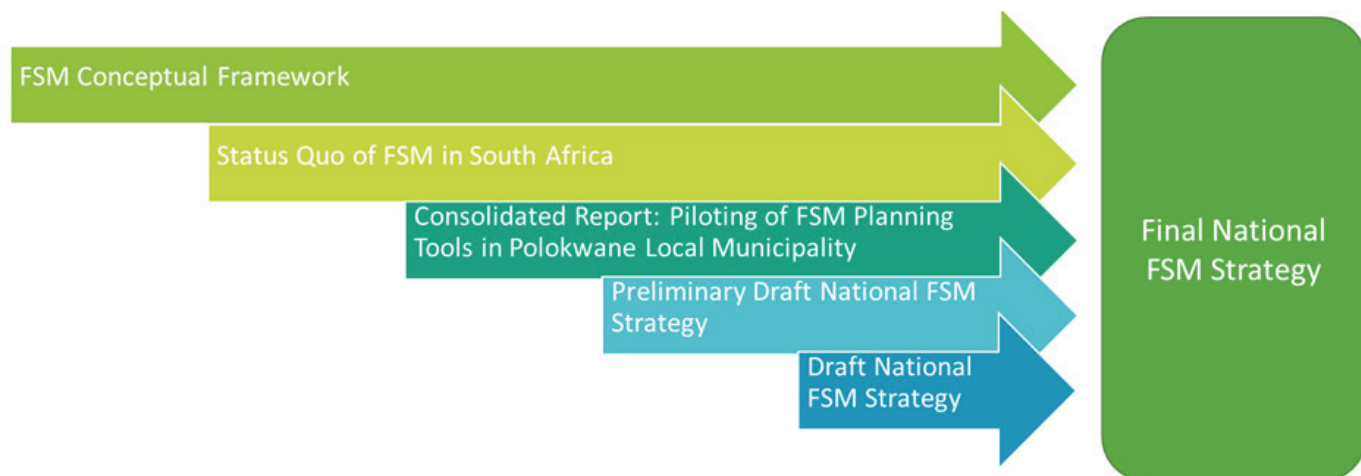 FSM Conceptual Framework
Status Quo of FSM in South Africa
Consolidated Report: Piloting of FSM Planning
Tools in Polokwane Local Municipality
Preliminary Draft National FSM
Strategy
Draft National
FSM Strategy
Final National
FSM Strategy